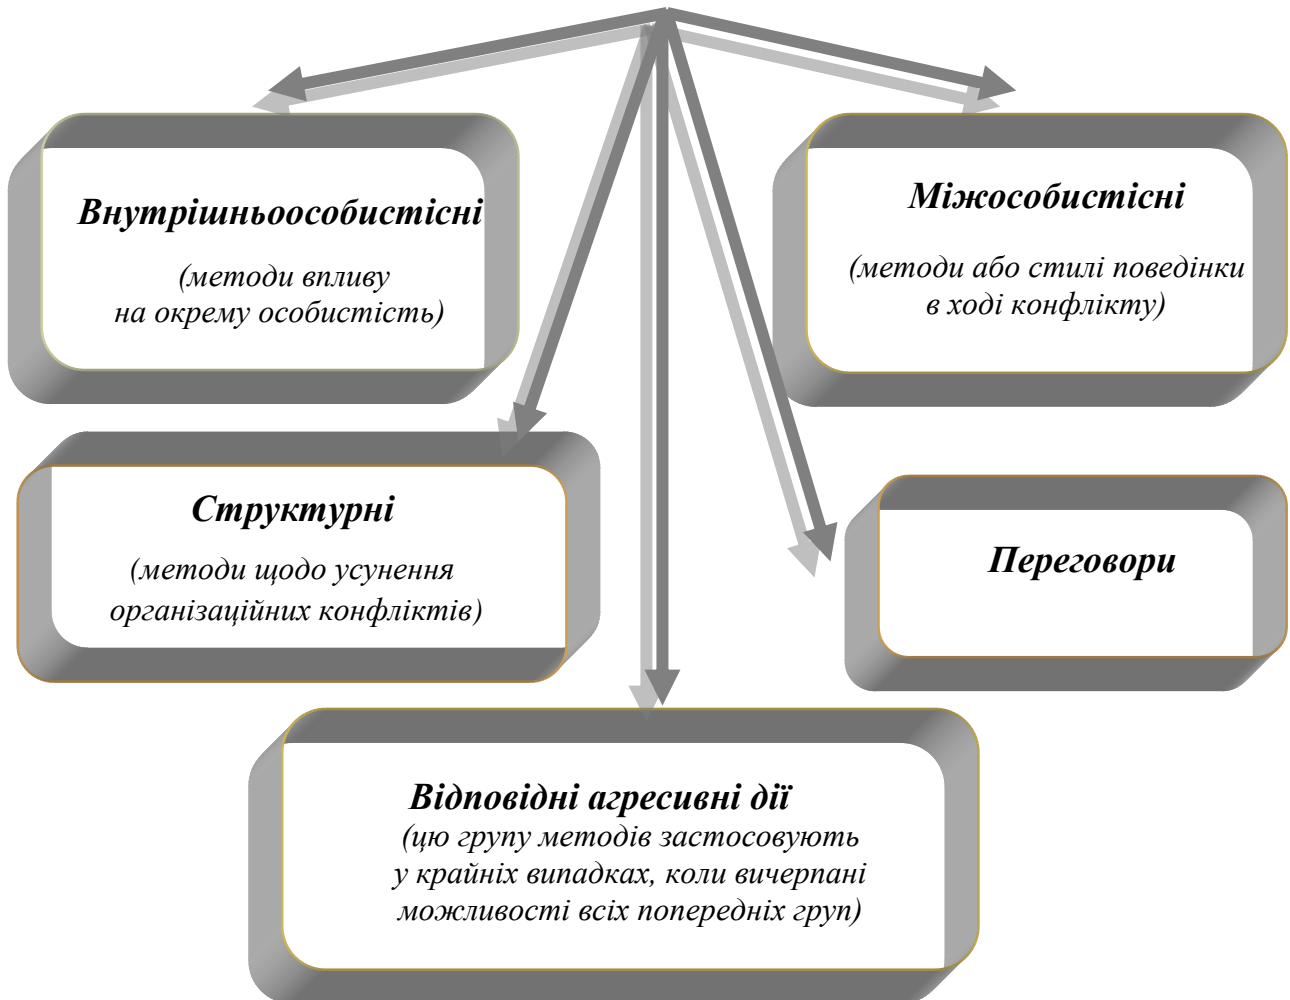 Внутрішньоособистісні
(методи впливу
на окрему особистість)
Міжособистісні
(методи або стилі поведінки
в ході конфлікту)
Структурні
(методи щодо усунення
організаційних конфліктів)
Переговори
Відповідні агресивні дії
(цю групу методів застосовують
у крайніх випадках, коли вичерпані
можливості всіх попередніх груп)